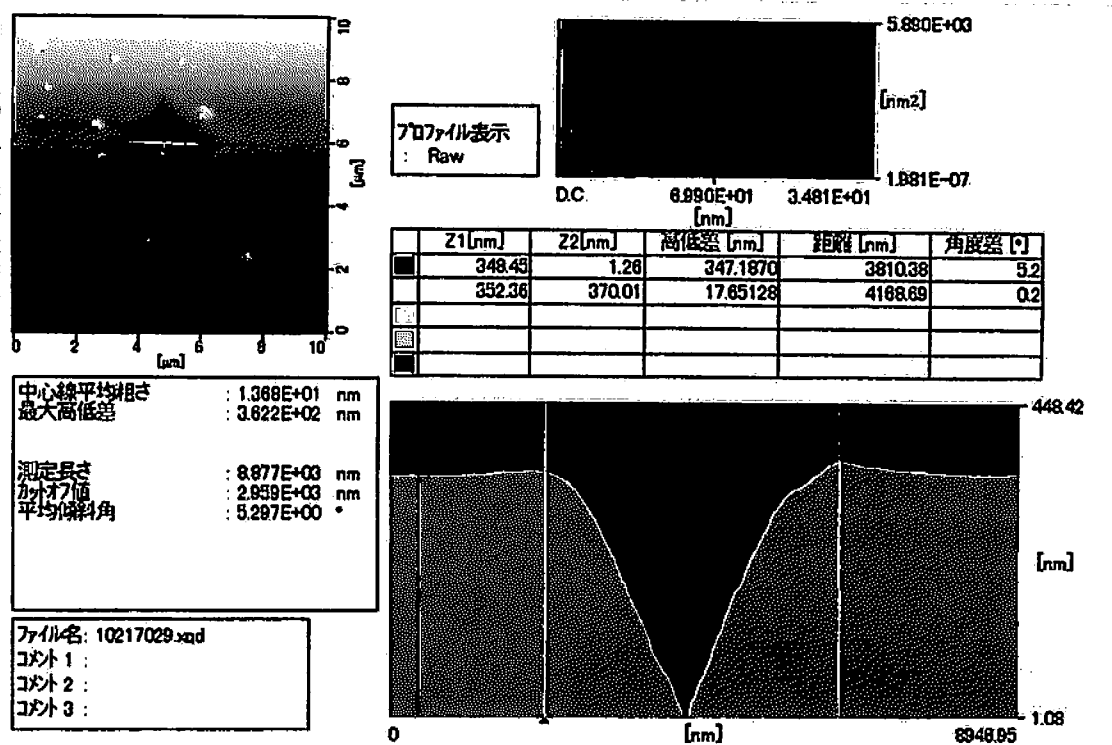 10
8
6
4
2
0
[µm]
0 2 4 6 8 10
[µm]
プロファイル表示
: Raw
5.890E+03
[nm2]
1.981E-07
D.C. 6.990E+01 3.481E+01
[nm]
Z1[nm] Z2[nm] 高低差 [nm] 距離 [nm] 角度差 [°]
348.45 1.26 347.1870 3810.38 5.2
352.36 370.01 17.65128 4168.69 0.2
中心線平均粗さ : 1.368E+01 nm
最大高低差 : 3.622E+02 nm
測定長さ : 8.877E+03 nm
カットオフ値 : 2.959E+03 nm
平均傾斜角 : 5.297E+00 °
ファイル名: 10217029.xqd
コメント 1 :
コメント 2 :
コメント 3 :
448.42
[nm]
1.08
0 [nm] 8948.95